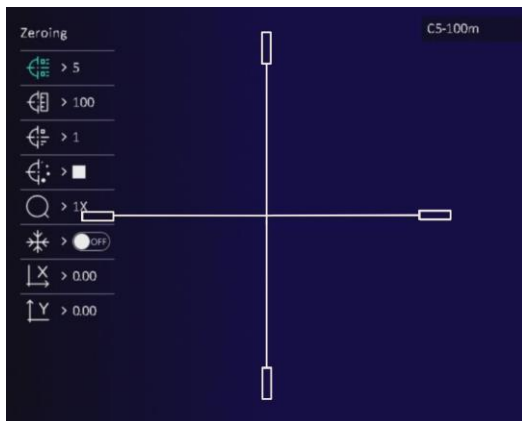 Zeroing
C5-100m
> 5
> 100
> 1
>
> 1X
> OFF
X > 0.00
Y > 0.00